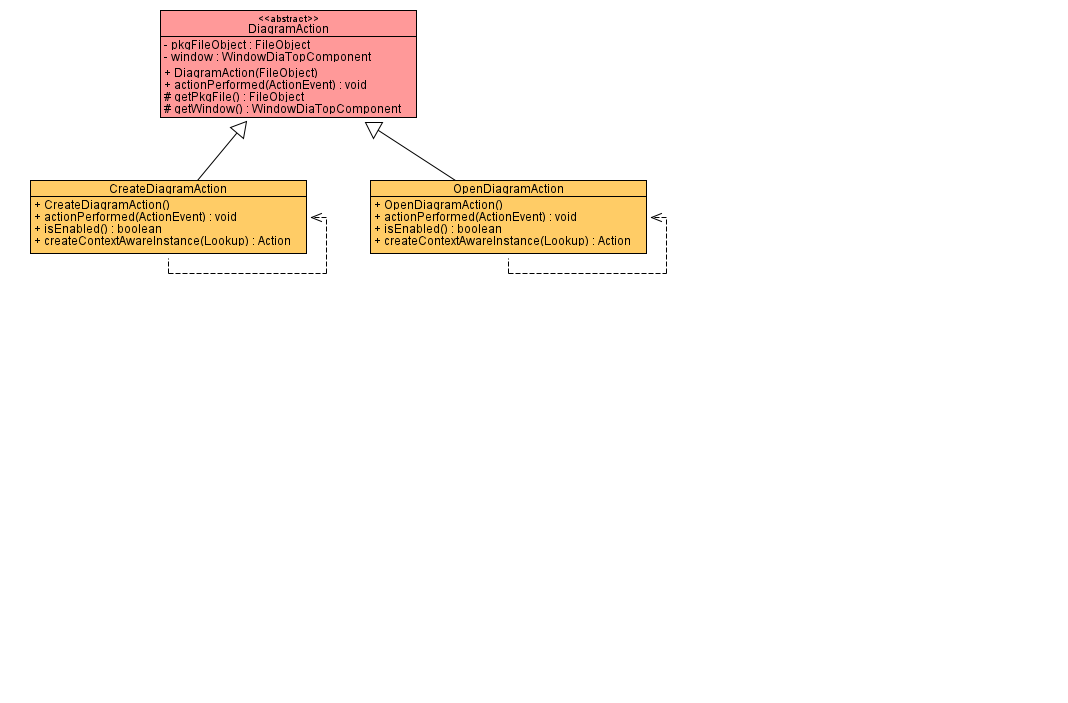 <<abstract>>
DiagramAction
- pkgFileObject : FileObject
- window : WindowDiaTopComponent
+ DiagramAction(FileObject)
+ actionPerformed(ActionEvent) : void
# getPkgFile() : FileObject
# getWindow() : WindowDiaTopComponent
CreateDiagramAction
+ CreateDiagramAction()
+ actionPerformed(ActionEvent) : void
+ isEnabled() : boolean
+ createContextAwareInstance(Lookup) : Action
OpenDiagramAction
+ OpenDiagramAction()
+ actionPerformed(ActionEvent) : void
+ isEnabled() : boolean
+ createContextAwareInstance(Lookup) : Action